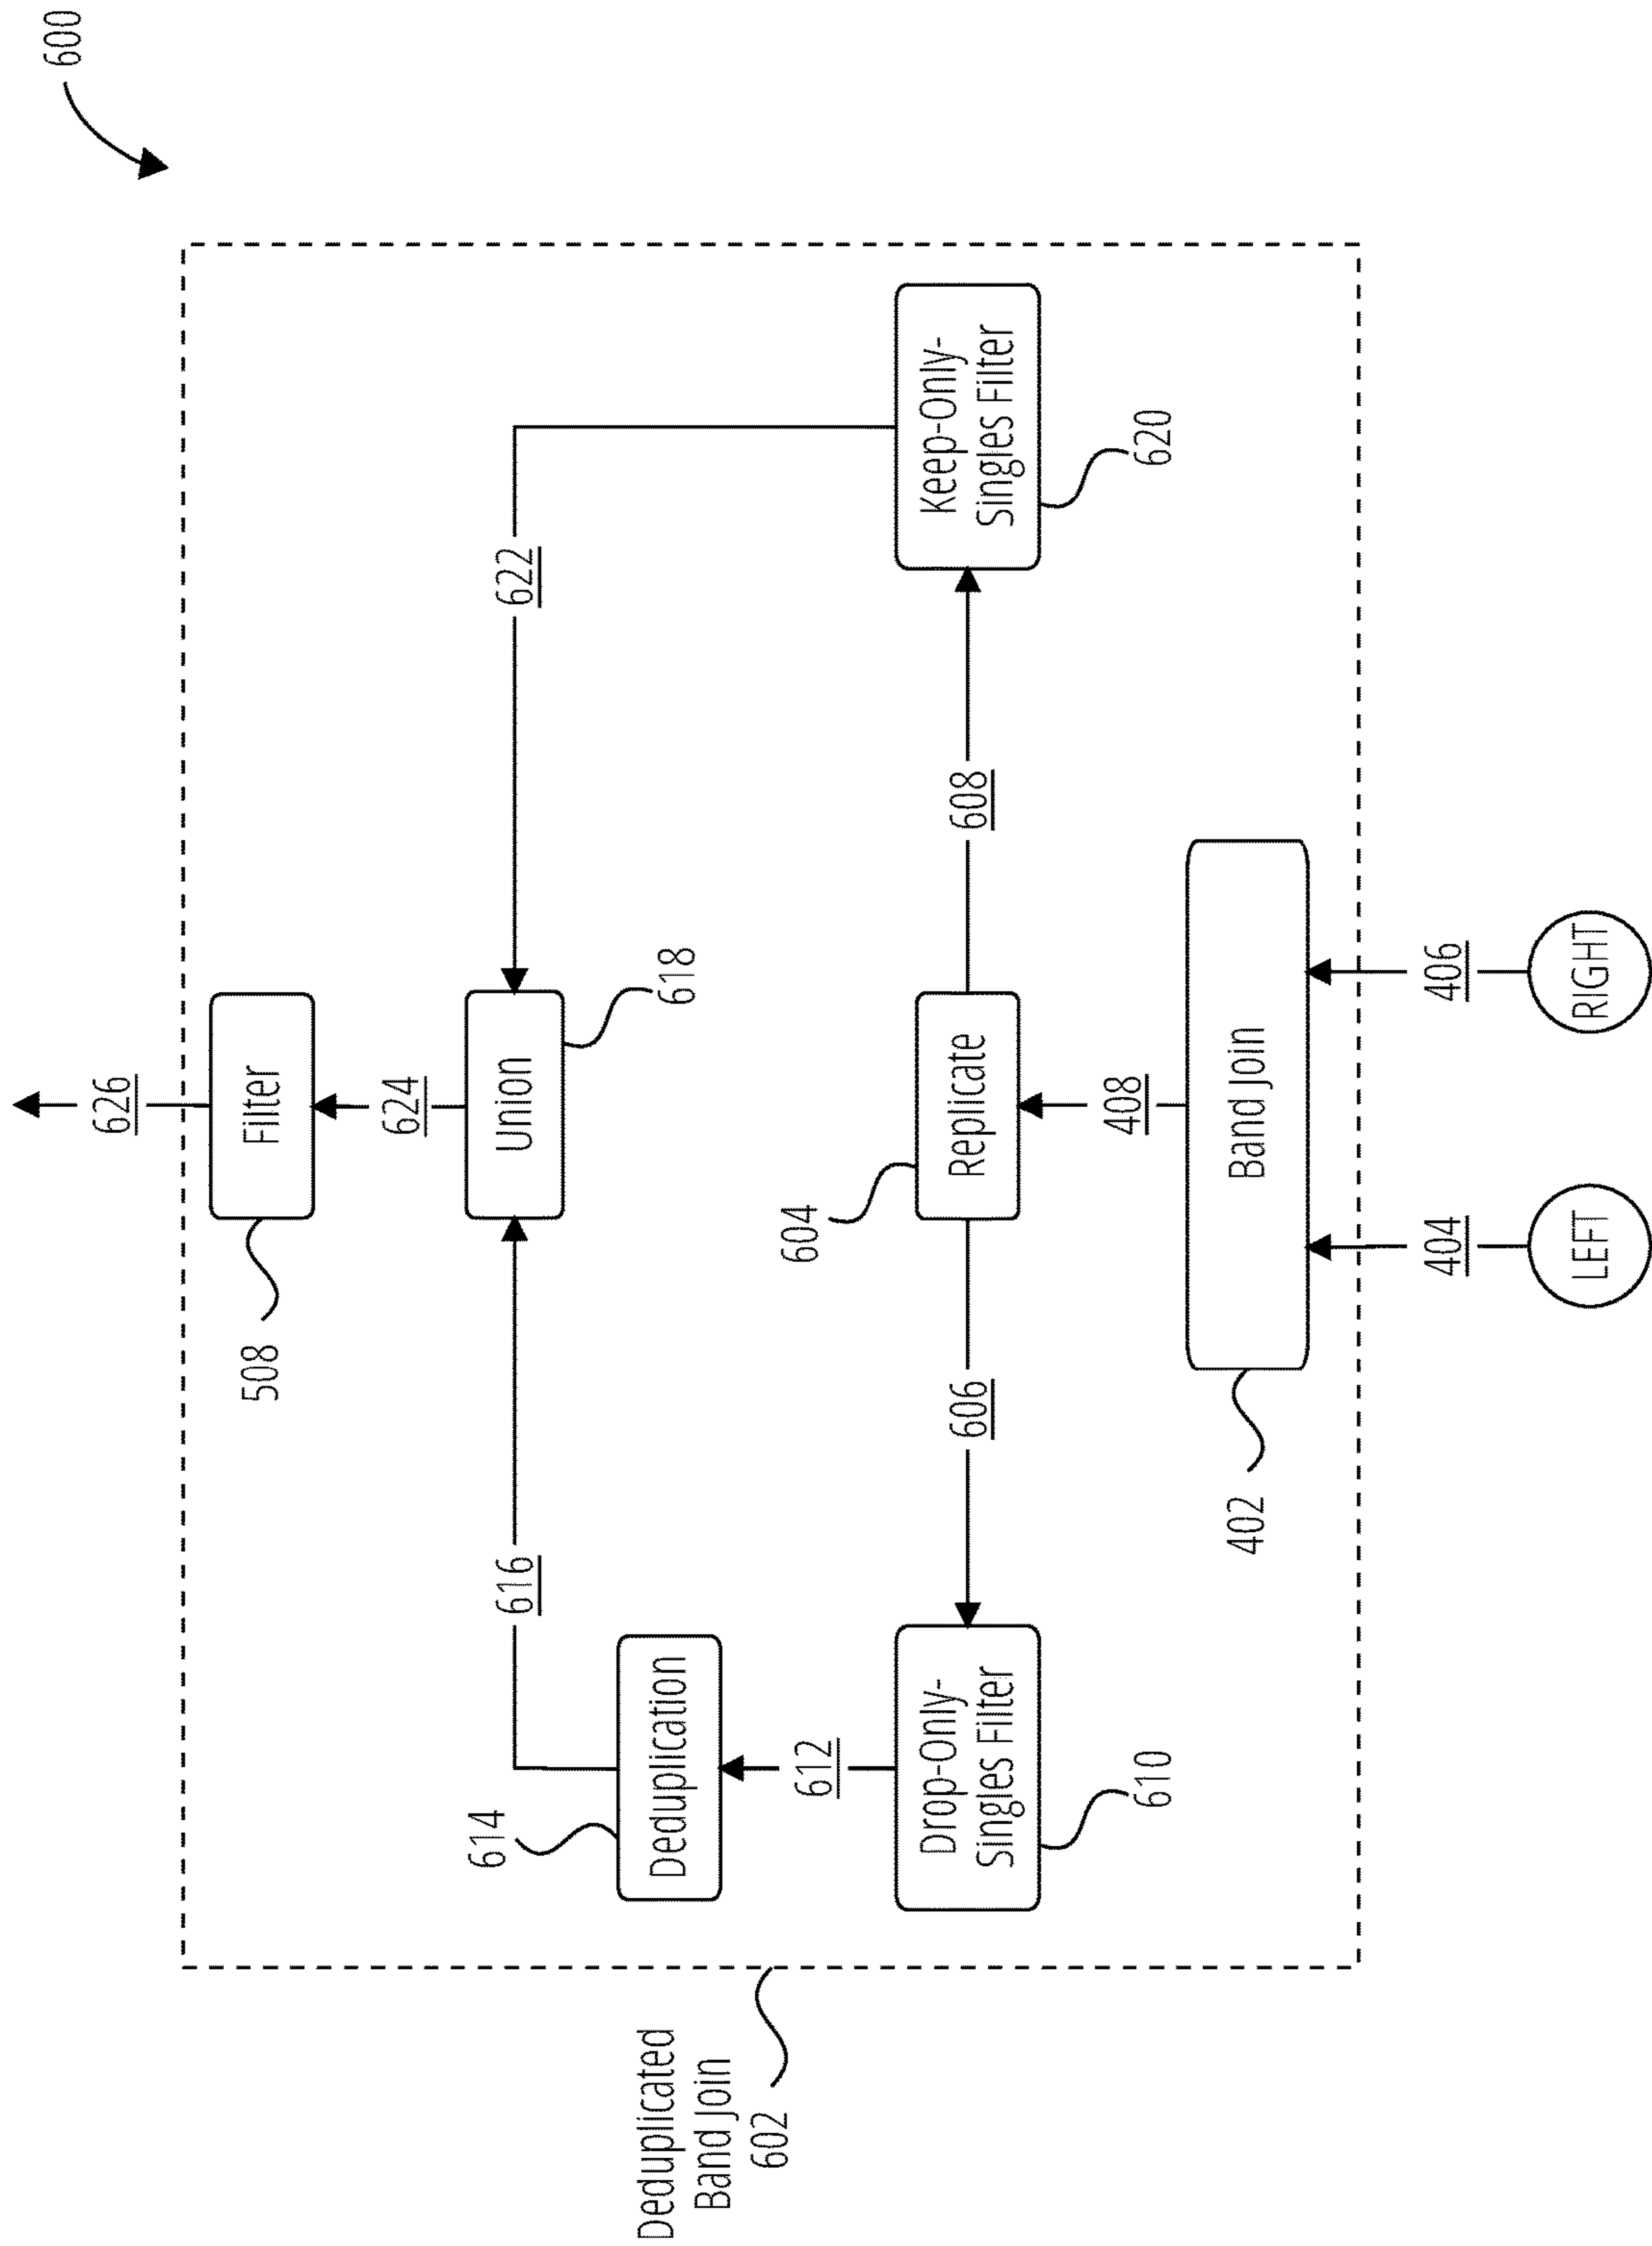 600
626
508
Filter
624
616
Union
622
618
614
Deduplication
Deduplicated
Band Join
602
612
604
Drop-Only-
Singles Filter
606
Replicate
608
Keep-Only-
Singles Filter
610
620
408
402
Band Join
404
406
LEFT
RIGHT